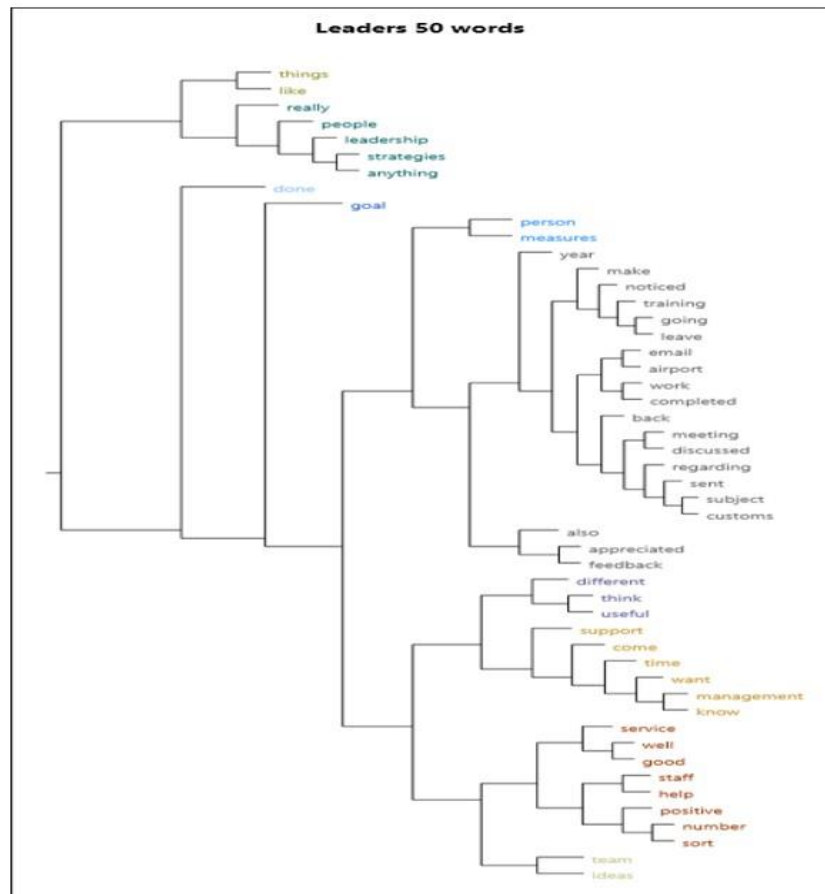 Leaders 50 words
things
like
really
people
leadership
strategies
anything
done
goal
person
measures
year
make
noticed
training
going
leave
email
airport
work
completed
back
meeting
discussed
regarding
sent
subject
customs
also
appreciated
feedback
different
think
useful
support
come
time
want
management
know
service
well
good
staff
help
positive
number
sort
team
ideas